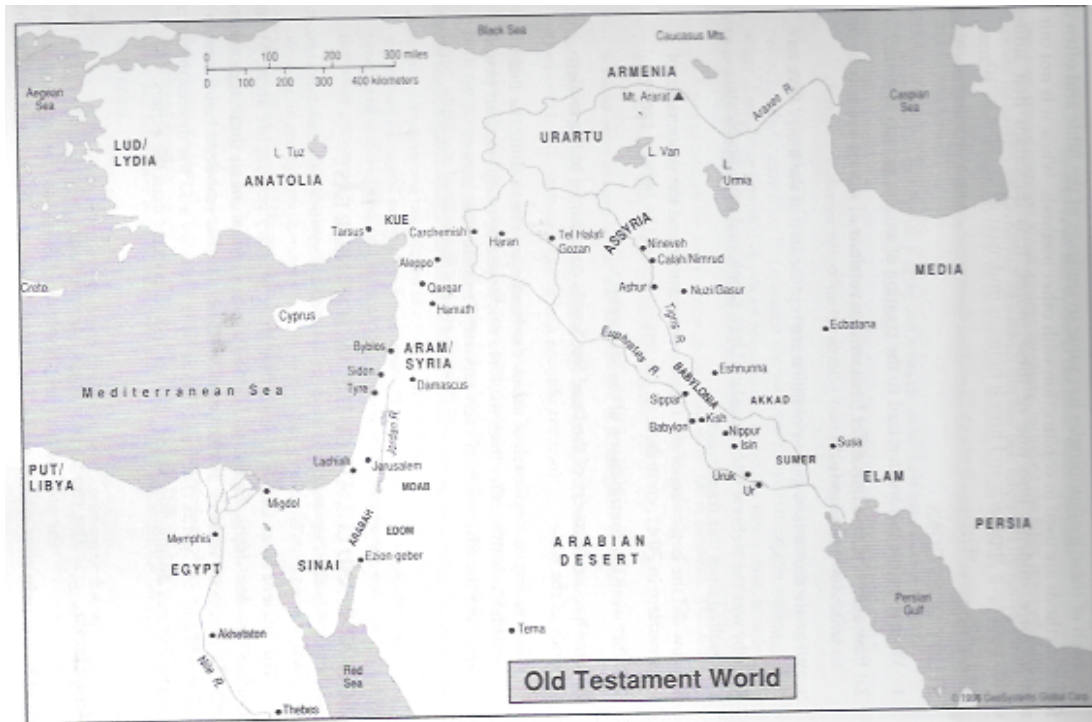 Black Sea
Caucasus Mts.
0 100 200 300 miles
0 100 200 300 400 kilometers
ARMENIA
Mt. Ararat
Araxes R.
Aegean
Sea
Caspian
Sea
URARTU
LUD/
LYDIA
L. Tuz
L. Van
L.
Urmia
ANATOLIA
KUE
Tarsus
Carchemish
Haran
Tel Halaf/
Gozan
ASSYRIA
Nineveh
Calah/Nimrud
Aleppo
MEDIA
Qarqar
Ashur
Nuzi/Gasur
Hamath
Crete
Cyprus
Tigris R.
Ecbatana
Euphrates R.
Byblos
ARAM/
SYRIA
Sidon
Damascus
Tyre
Eshnunna
BABYLONIA
Mediterranean Sea
Sippar
AKKAD
Jordan R.
Babylon
Kish
Nippur
Isin
Susa
PUT/
LIBYA
Lachish
Jerusalem
SUMER
ELAM
MOAB
Uruk
Ur
Migdol
ARABAH
EDOM
PERSIA
Memphis
ARABIAN
DESERT
EGYPT
SINAI
Ezion-geber
Persian
Gulf
Akhetaton
Tema
Nile R.
Red
Sea
Old Testament World
Thebes